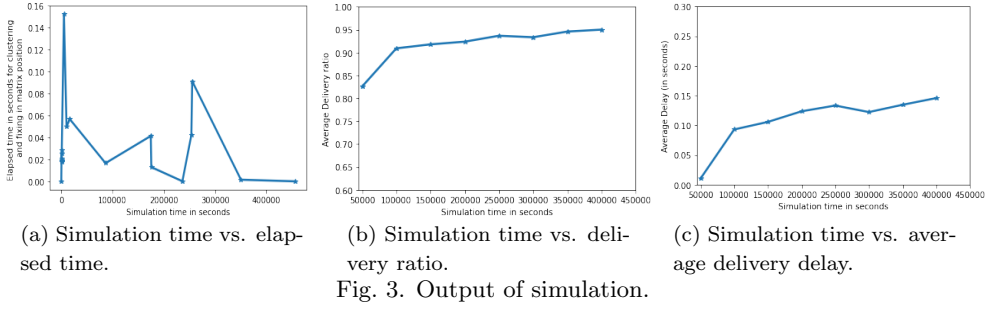 0.16
0.14
0.12
0.10
0.08
0.06
0.04
0.02
0.00
Elapsed time in seconds for clustering
and fixing in matrix position
0 100000 200000 300000 400000
Simulation time in seconds
(a) Simulation time vs. elap-
sed time.
1.00
0.95
0.90
0.85
0.80
0.75
0.70
0.65
0.60
Average Delivery ratio
50000 100000 150000 200000 250000 300000 350000 400000 450000
Simulation time in seconds
(b) Simulation time vs. deli-
very ratio.
0.30
0.25
0.20
0.15
0.10
0.05
0.00
Average Delay (in seconds)
50000 100000 150000 200000 250000 300000 350000 400000 450000
Simulation time in seconds
(c) Simulation time vs. aver-
age delivery delay.
Fig. 3. Output of simulation.